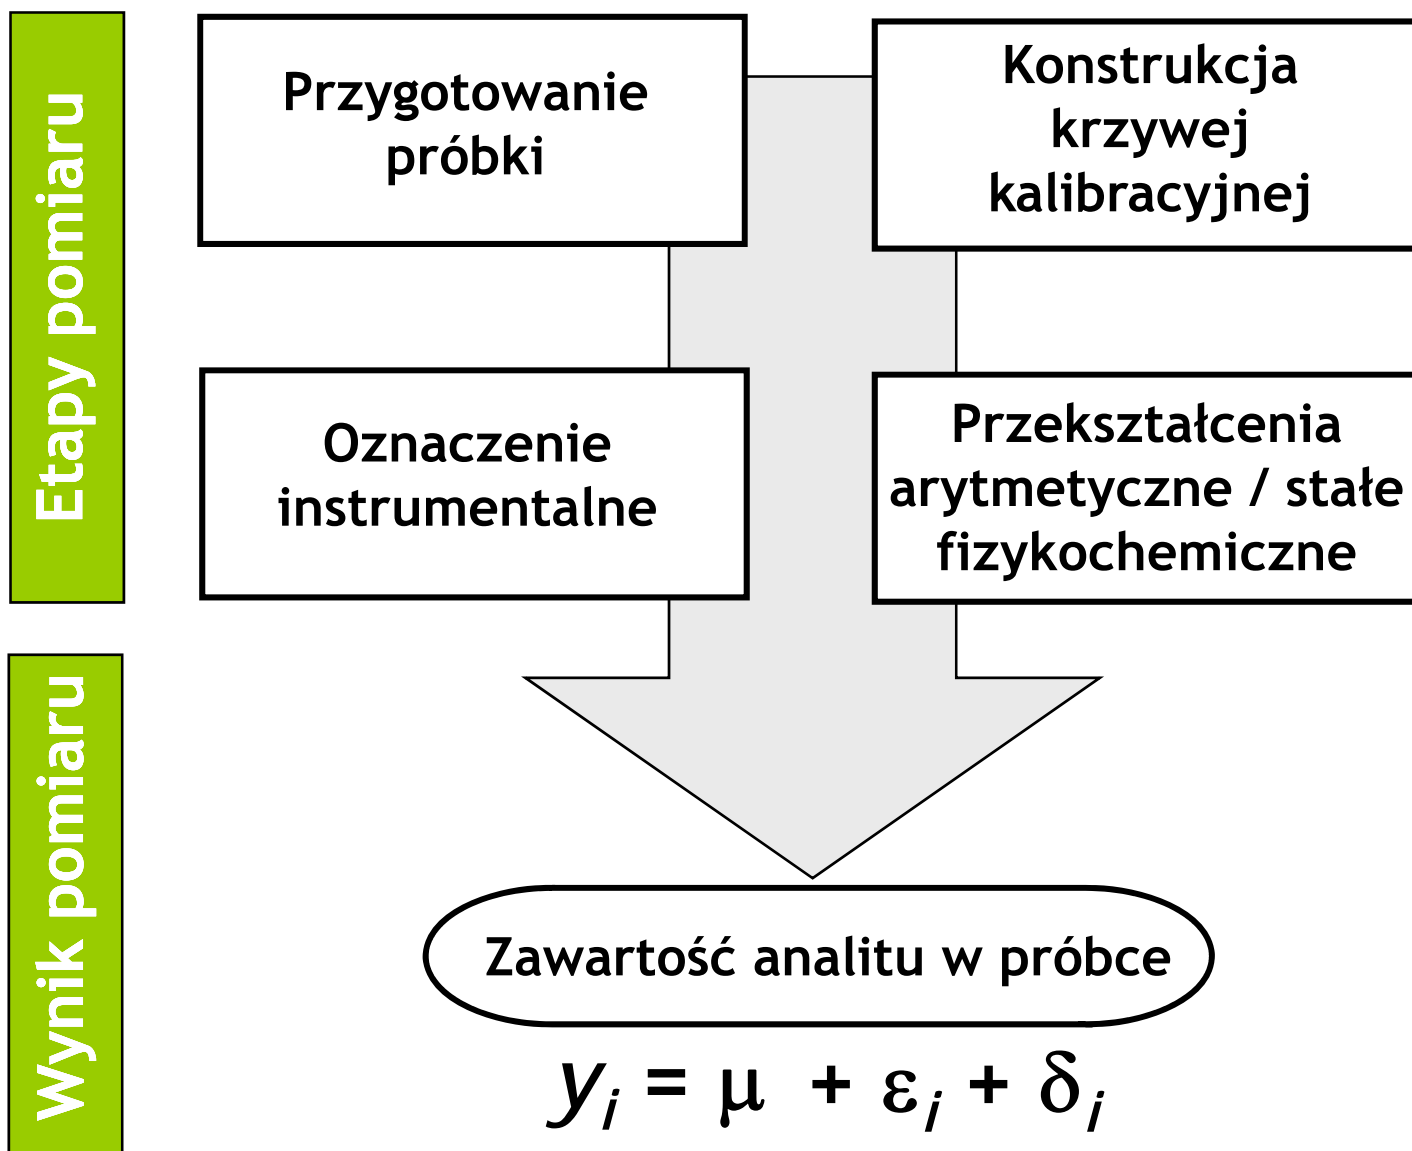 Etapy pomiaru
Przygotowanie
próbki
Konstrukcja
krzywej
kalibracyjnej
Oznaczenie
instrumentalne
Przekształcenia
arytmetyczne / stałe
fizykochemiczne
Wynik pomiaru
Zawartość analitu w próbce
yᵢ = μ + εᵢ + δᵢ